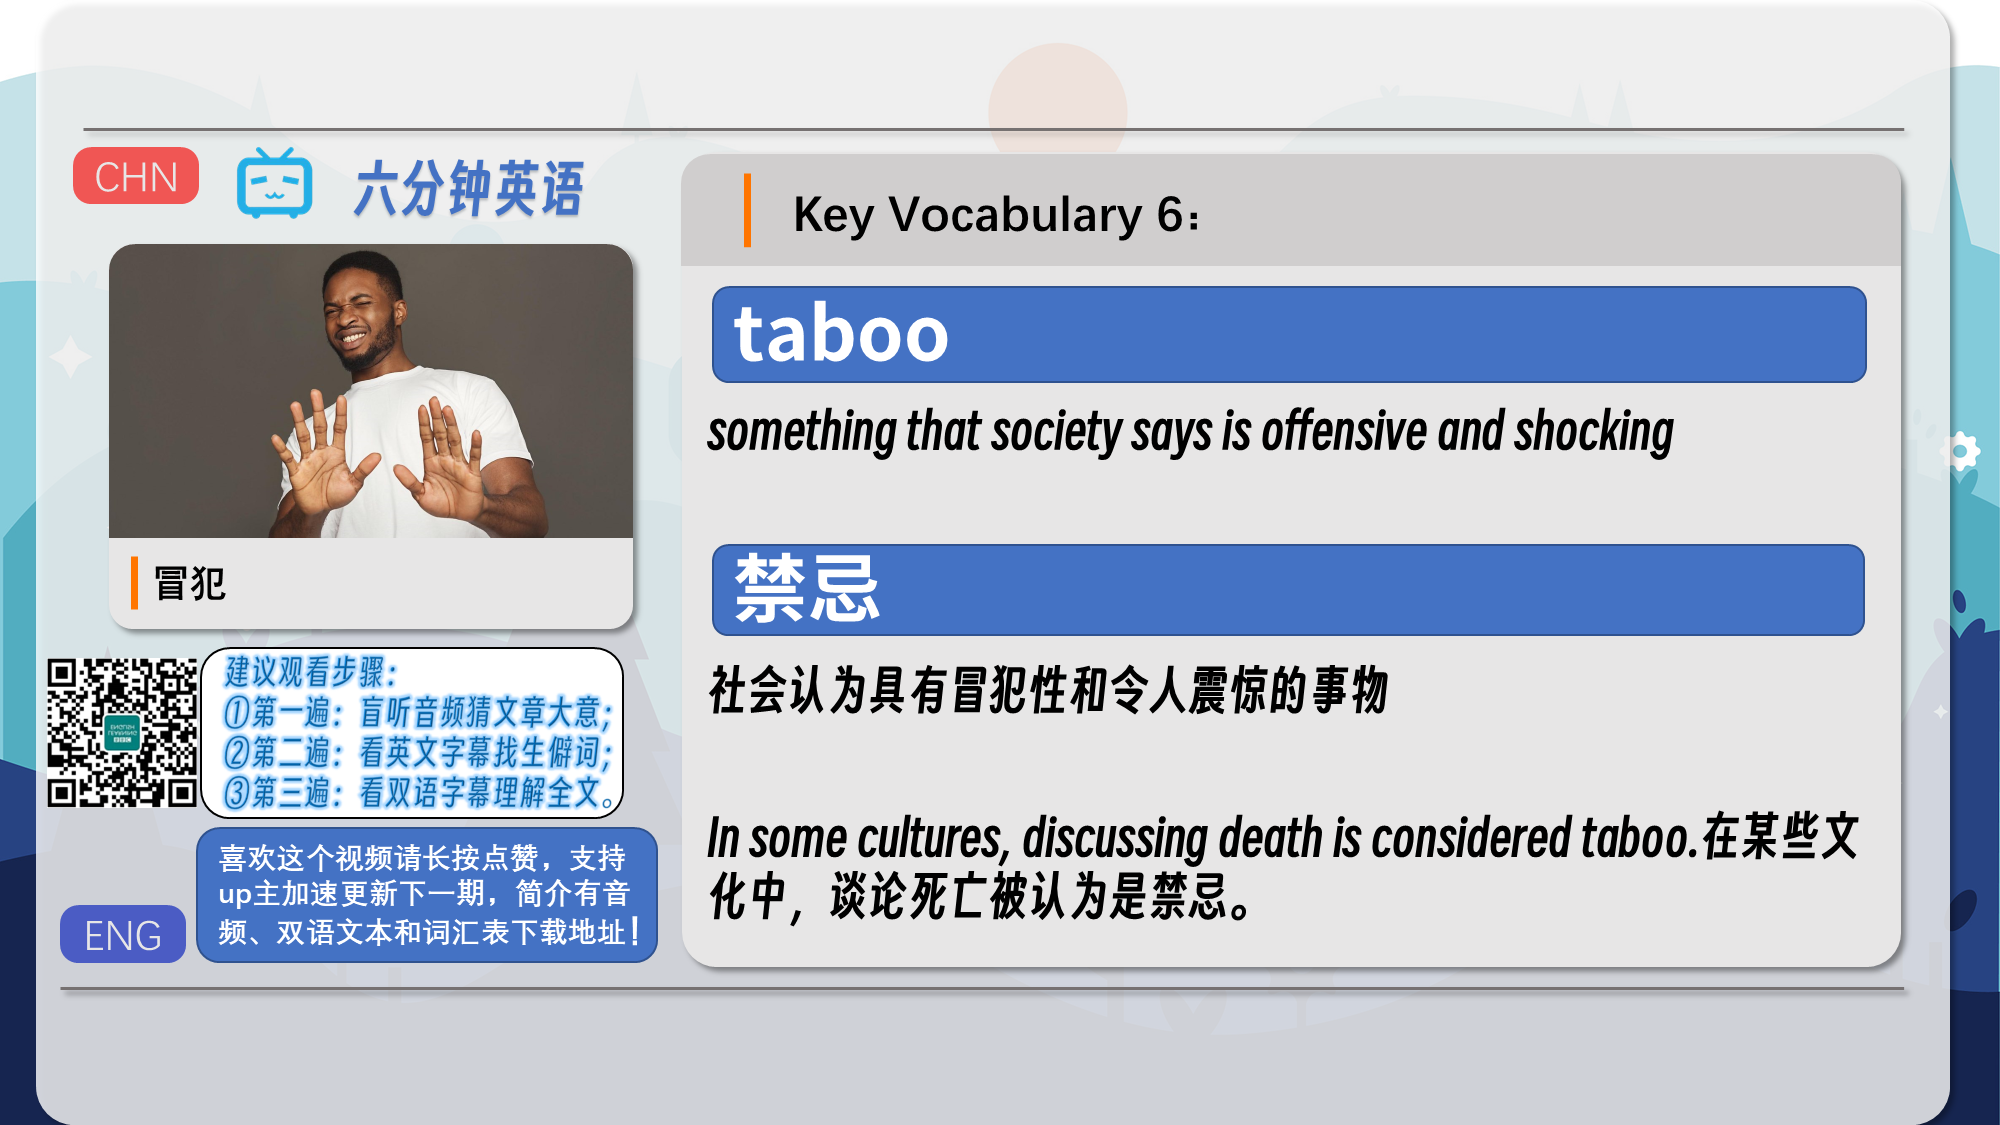 CHN
六分钟英语
冒犯
建议观看步骤：
①第一遍：盲听音频猜文章大意；
②第二遍：看英文字幕找生僻词；
③第三遍：看双语字幕理解全文。
喜欢这个视频请长按点赞，支持
up主加速更新下一期，简介有音
频、双语文本和词汇表下载地址！
ENG
Key Vocabulary 6：
taboo
something that society says is offensive and shocking
禁忌
社会认为具有冒犯性和令人震惊的事物
In some cultures, discussing death is considered taboo.在某些文
化中，谈论死亡被认为是禁忌。